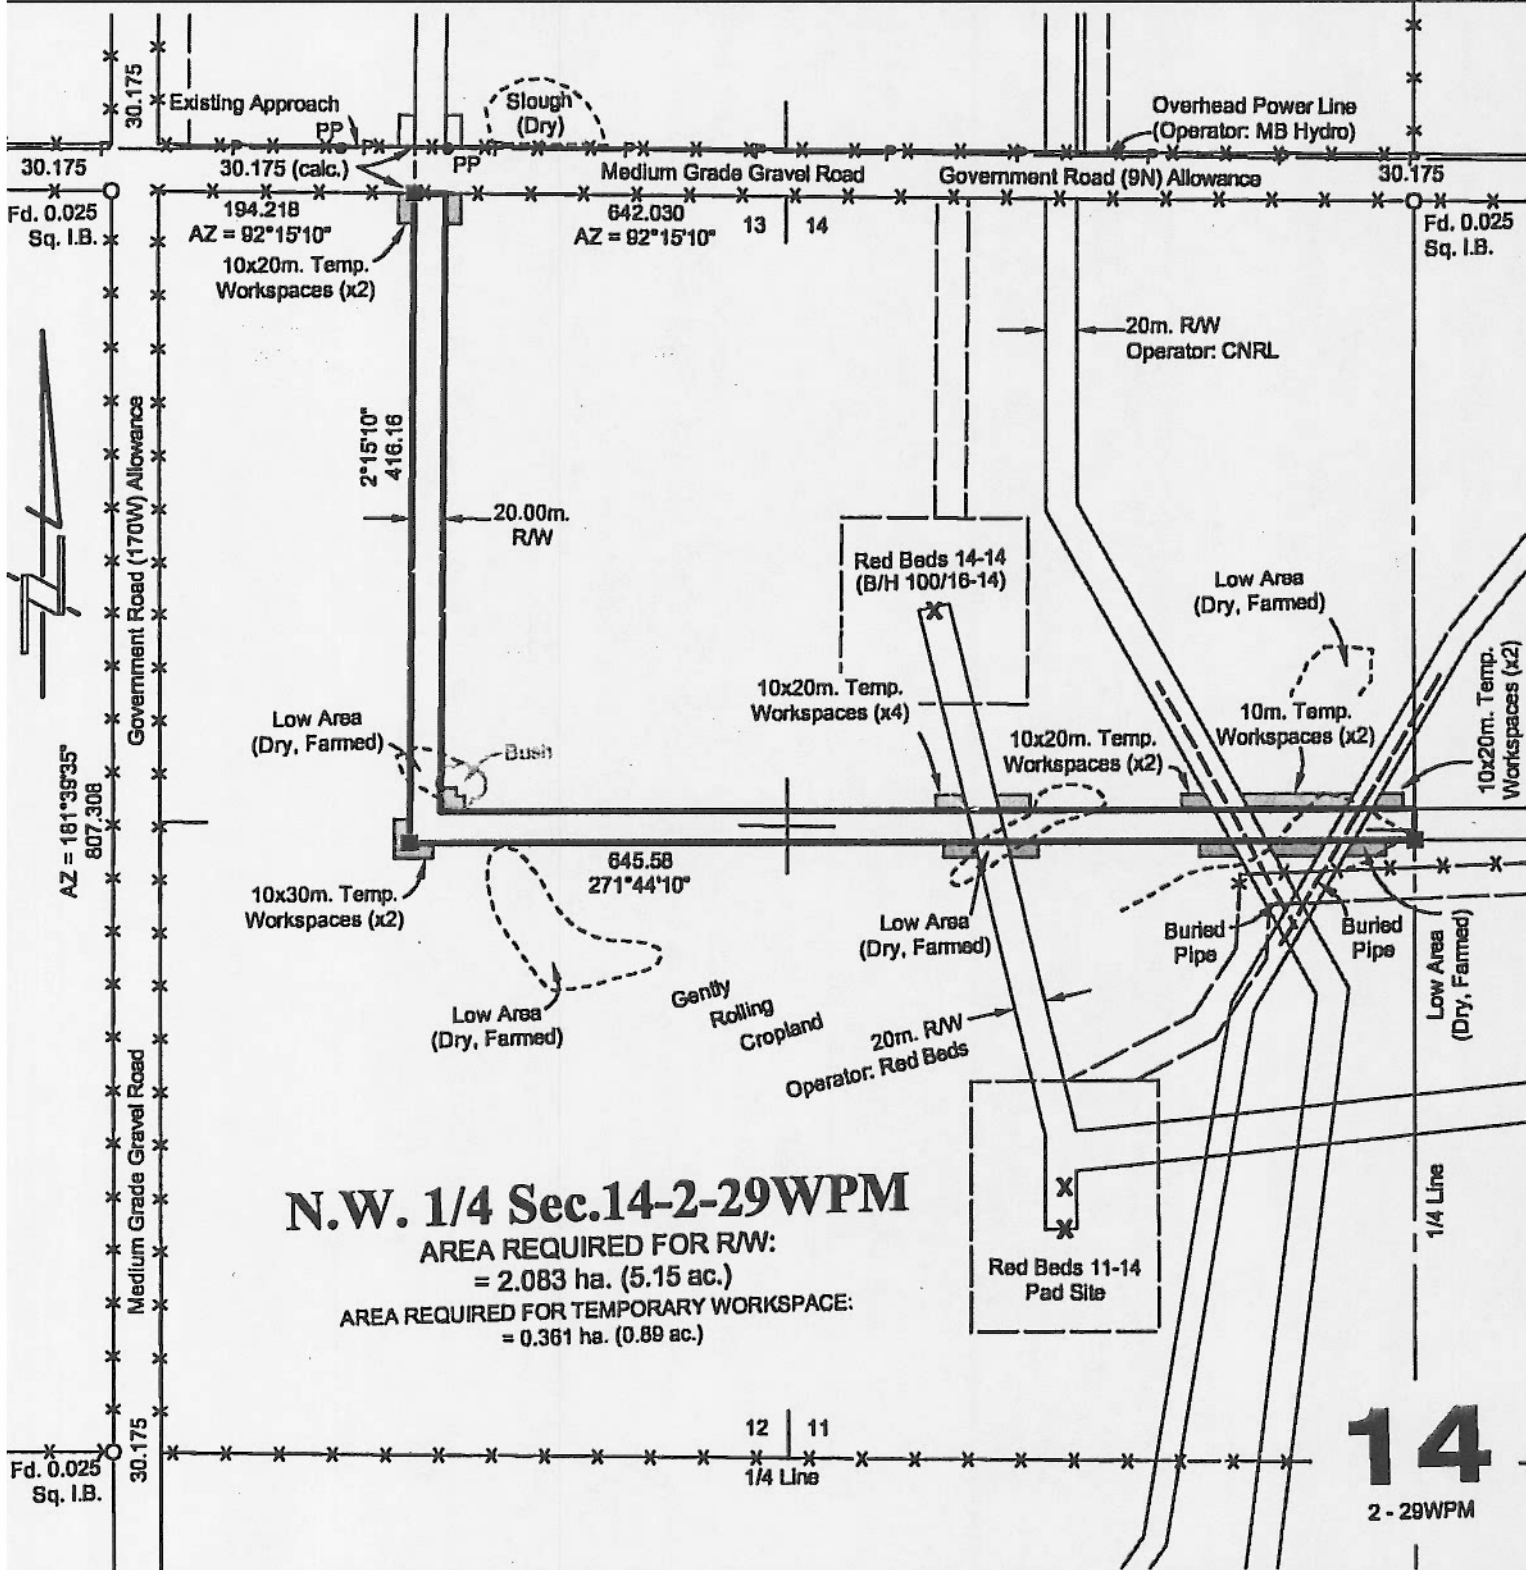 30.175
Existing Approach
PP
Slough
(Dry)
Overhead Power Line
(Operator: MB Hydro)
30.175
30.175 (calc.)
PP
Medium Grade Gravel Road
Government Road (9N) Allowance
30.175
Fd. 0.025
Sq. I.B.
194.218
AZ = 92°15'10"
642.030
AZ = 92°15'10"
13
14
Fd. 0.025
Sq. I.B.
10x20m. Temp.
Workspaces (x2)
20m. R/W
Operator: CNRL
Government Road (170W) Allowance
2°15'10"
416.16
20.00m.
R/W
Red Beds 14-14
(B/H 100/16-14)
Low Area
(Dry, Farmed)
10x20m. Temp.
Workspaces (x4)
10x20m. Temp.
Workspaces (x2)
Low Area
(Dry, Farmed)
Bush
10x20m. Temp.
Workspaces (x2)
10m. Temp.
Workspaces (x2)
AZ = 181°39'35"
807.308
645.58
271°44'10"
10x30m. Temp.
Workspaces (x2)
Low Area
(Dry, Farmed)
Buried
Pipe
Buried
Pipe
Low Area
(Dry, Farmed)
Low Area
(Dry, Farmed)
Gently
Rolling
Cropland
20m. R/W
Operator: Red Beds
Medium Grade Gravel Road
N.W. 1/4 Sec.14-2-29WPM
AREA REQUIRED FOR R/W:
= 2.083 ha. (5.15 ac.)
AREA REQUIRED FOR TEMPORARY WORKSPACE:
= 0.361 ha. (0.89 ac.)
Red Beds 11-14
Pad Site
1/4 Line
30.175
12
11
1/4 Line
Fd. 0.025
Sq. I.B.
14
2 - 29WPM